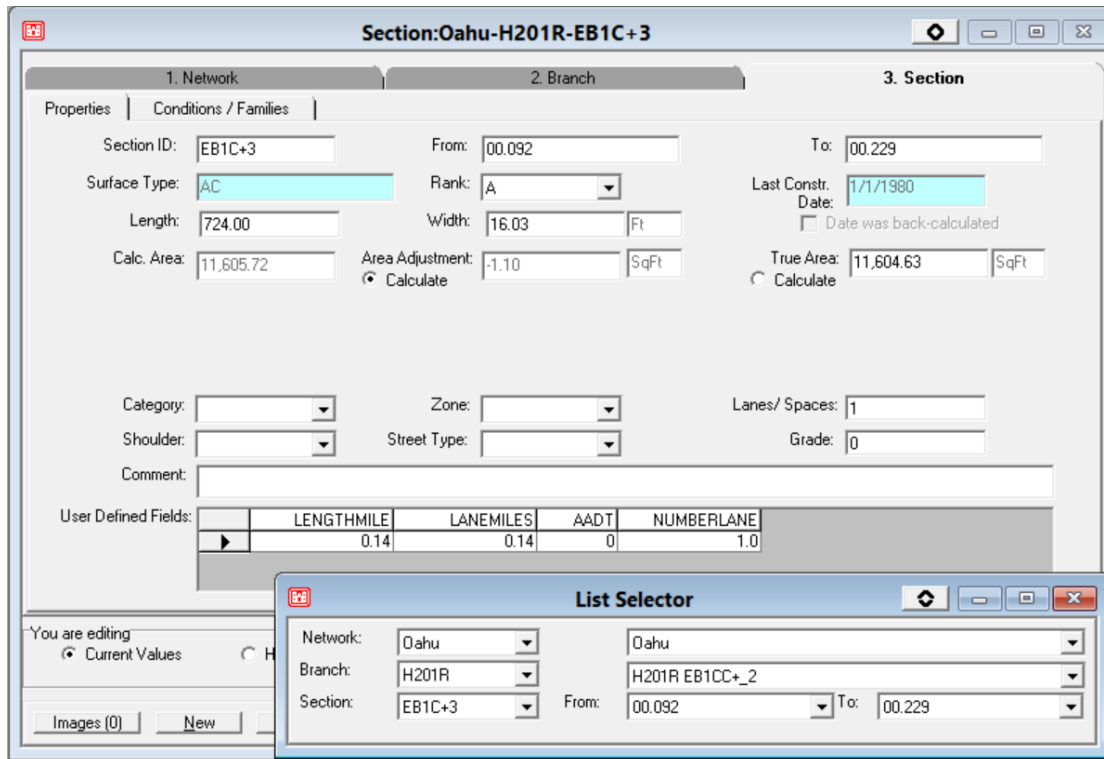 Section:Oahu-H201R-EB1C+3
1. Network 2. Branch 3. Section
Properties Conditions / Families
Section ID: EB1C+3 From: 00.092 To: 00.229
Surface Type: AC Rank: A Last Constr. Date: 1/1/1980
Length: 724.00 Width: 16.03 Ft Date was back-calculated
Calc. Area: 11,605.72 Area Adjustment: -1.10 SqFt True Area: 11,604.63 SqFt
Calculate Calculate
Category: Zone: Lanes/ Spaces: 1
Shoulder: Street Type: Grade: 0
Comment:
User Defined Fields: LENGTHMILE LANEMILES AADT NUMBERLANE
0.14 0.14 0 1.0
You are editing
Current Values H
Images (0) New
List Selector
Network: Oahu Oahu
Branch: H201R H201R EB1CC+_2
Section: EB1C+3 From: 00.092 To: 00.229